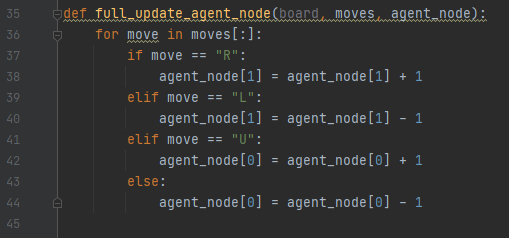 35 def full_update_agent_node(board, moves, agent_node):
36     for move in moves[:]:
37         if move == "R":
38             agent_node[1] = agent_node[1] + 1
39         elif move == "L":
40             agent_node[1] = agent_node[1] - 1
41         elif move == "U":
42             agent_node[0] = agent_node[0] + 1
43         else:
44             agent_node[0] = agent_node[0] - 1
45